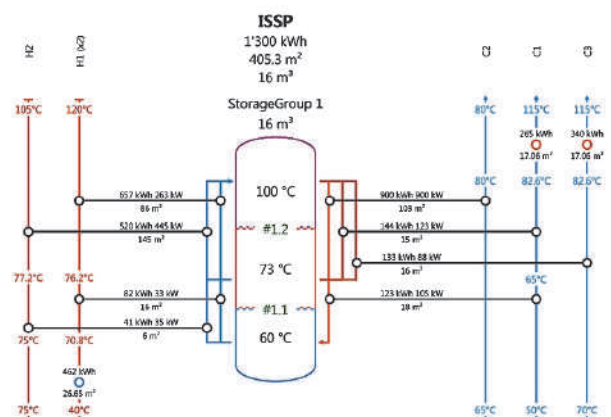 ISSP
1'300 kWh
405.3 m²
16 m³
StorageGroup 1
16 m³
H2
H1 (x2)
C2
C1
C3
105°C
120°C
80°C
115°C
115°C
265 kWh
17.06 m²
340 kWh
17.06 m²
80°C
82.6°C
82.6°C
657 kWh 263 kW
86 m²
100 °C
900 kWh 900 kW
103 m²
520 kWh 445 kW
145 m²
#1.2
144 kWh 123 kW
15 m²
133 kWh 88 kW
16 m²
77.2°C
76.2°C
73 °C
65°C
82 kWh 33 kW
16 m²
#1.1
123 kWh 105 kW
18 m²
41 kWh 35 kW
6 m²
75°C
70.8°C
60 °C
462 kWh
26.65 m²
75°C
40°C
65°C
50°C
70°C